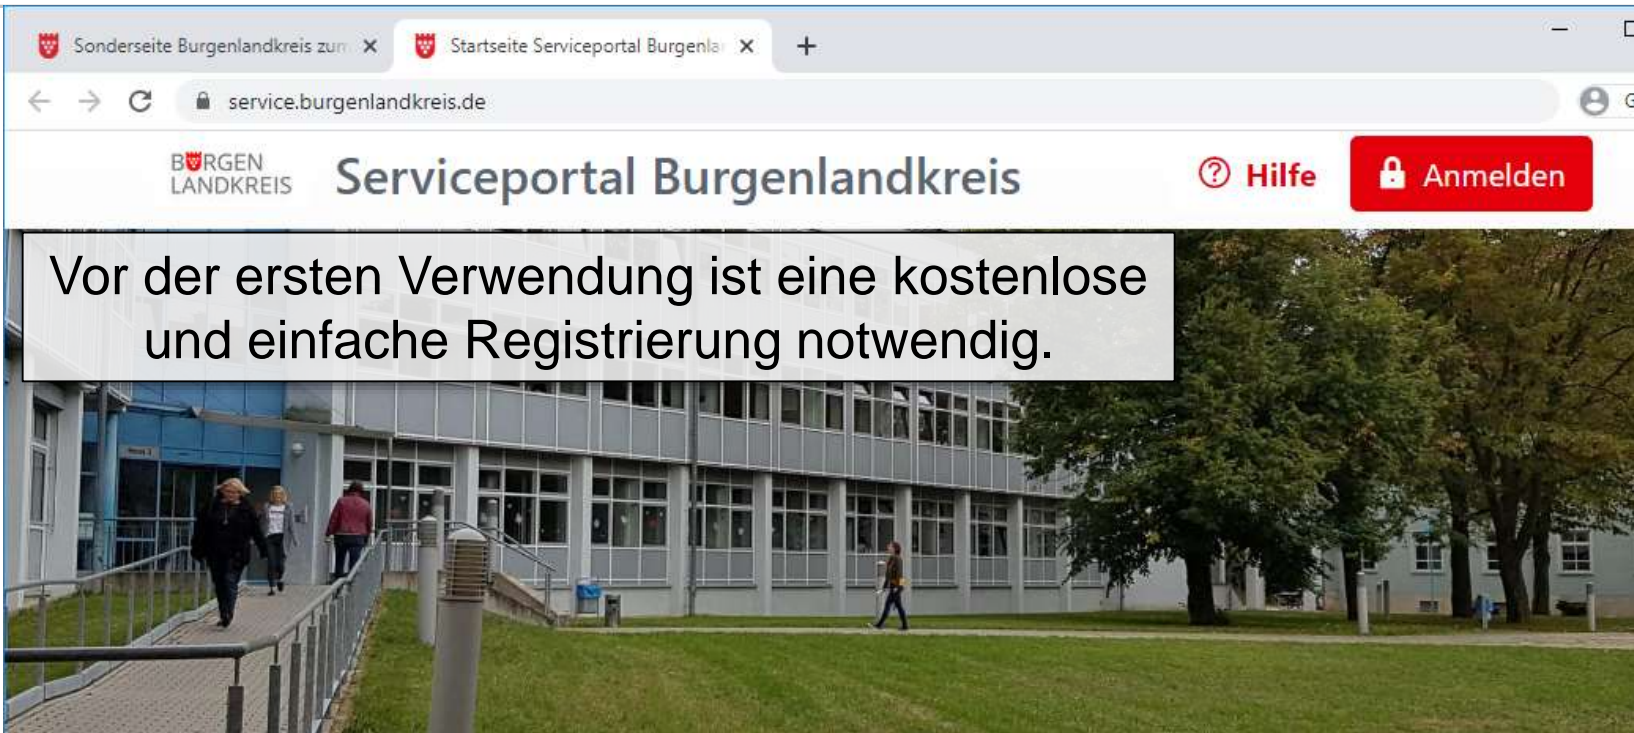 Sonderseite Burgenlandkreis zum
Startseite Serviceportal Burgenla
service.burgenlandkreis.de
G
BURGEN
LANDKREIS
Serviceportal Burgenlandkreis
Hilfe
Anmelden
Vor der ersten Verwendung ist eine kostenlose
und einfache Registrierung notwendig.